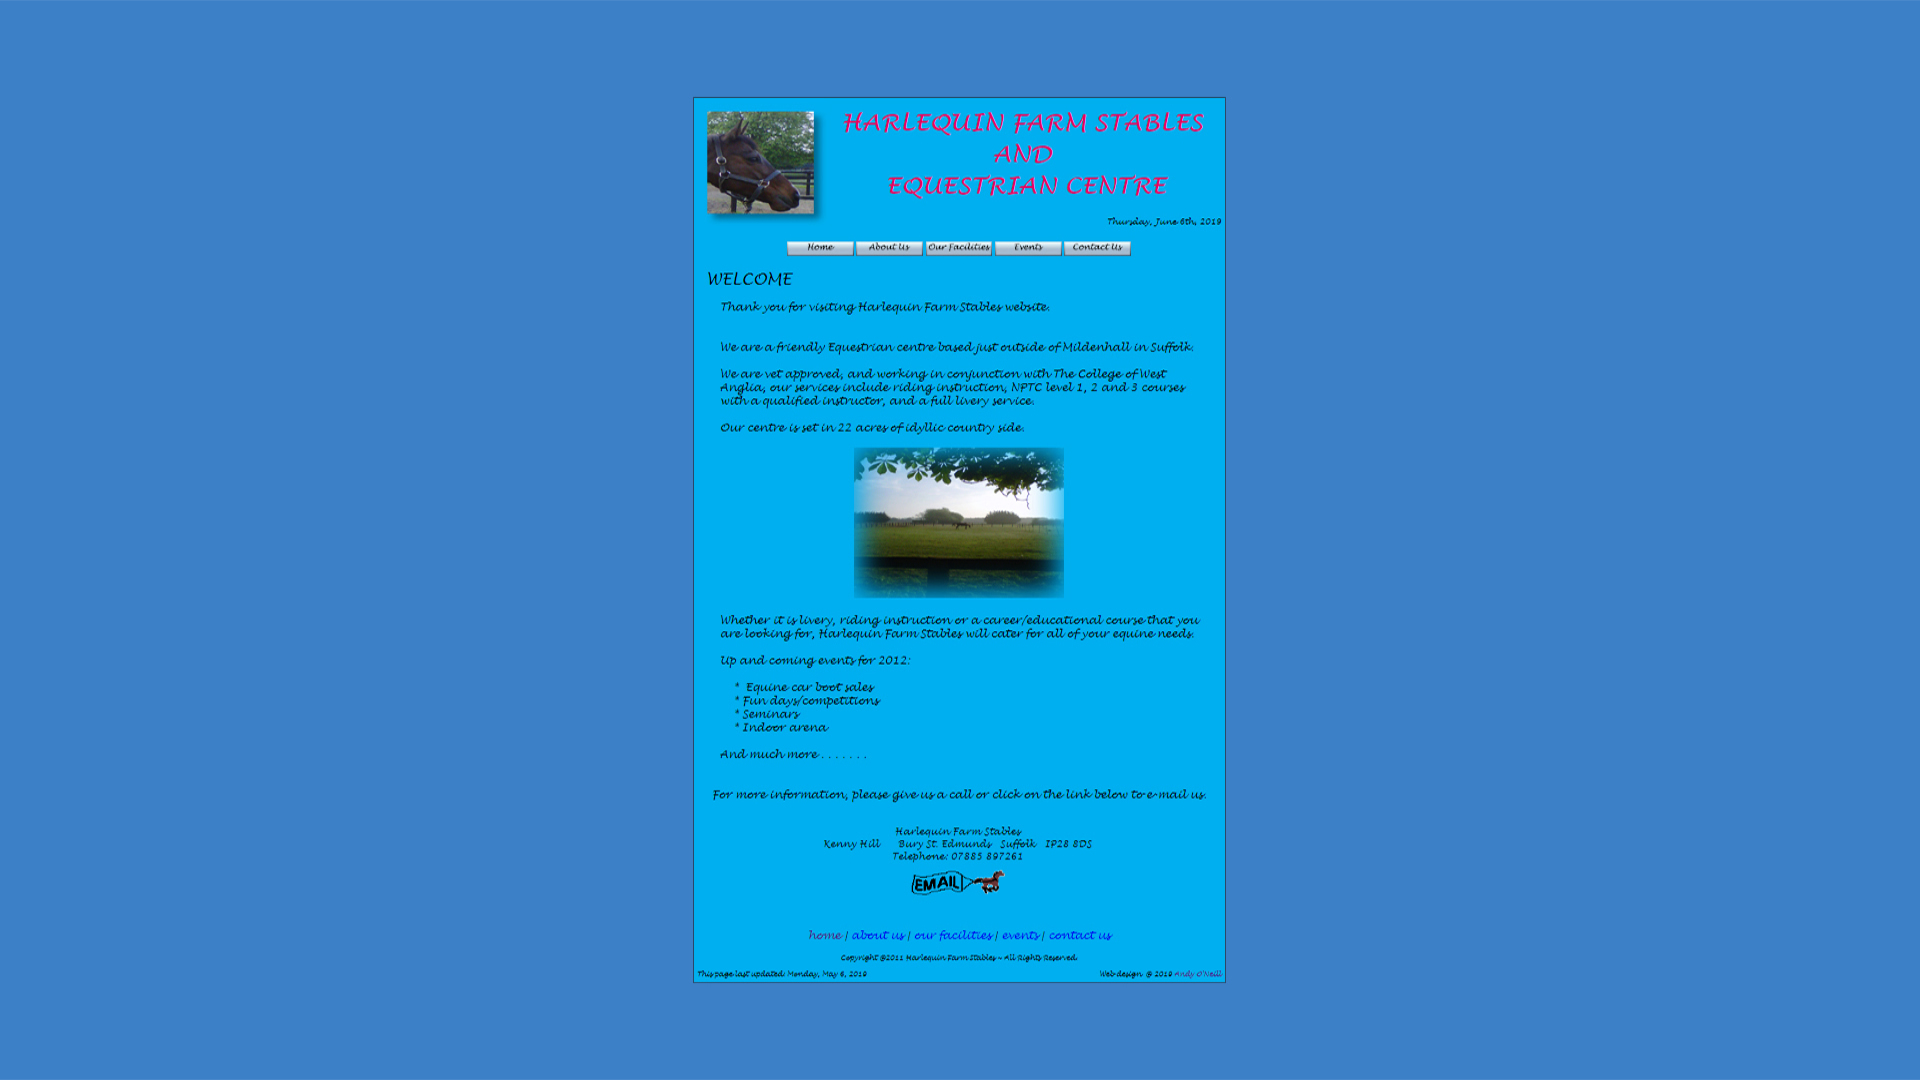 HARLEQUIN FARM STABLES
AND
EQUESTRIAN CENTRE
Thursday, June 6th, 2019
Home About Us Our Facilities Events Contact Us
WELCOME
Thank you for visiting Harlequin Farm Stables website.
We are a friendly Equestrian centre based just outside of Mildenhall in Suffolk.
We are vet approved, and working in conjunction with The College of West
Anglia, our services include riding instruction, NPTC level 1, 2 and 3 courses
with a qualified instructor, and a full livery service.
Our centre is set in 22 acres of idyllic country side.
Whether it is livery, riding instruction or a career/educational course that you
are looking for, Harlequin Farm Stables will cater for all of your equine needs.
Up and coming events for 2012:
* Equine car boot sales
* Fun days/competitions
* Seminars
* Indoor arena
And much more . . . . . . .
For more information, please give us a call or click on the link below to e-mail us.
Harlequin Farm Stables
Kenny Hill Bury St. Edmunds Suffolk IP28 8DS
Telephone: 07885 897261
EMAIL
home | about us | our facilities | events | contact us
Copyright @2011 Harlequin Farm Stables ~ All Rights Reserved.
This page last updated: Monday, May 6, 2019
Web design @ 2019 Andy O'Neill